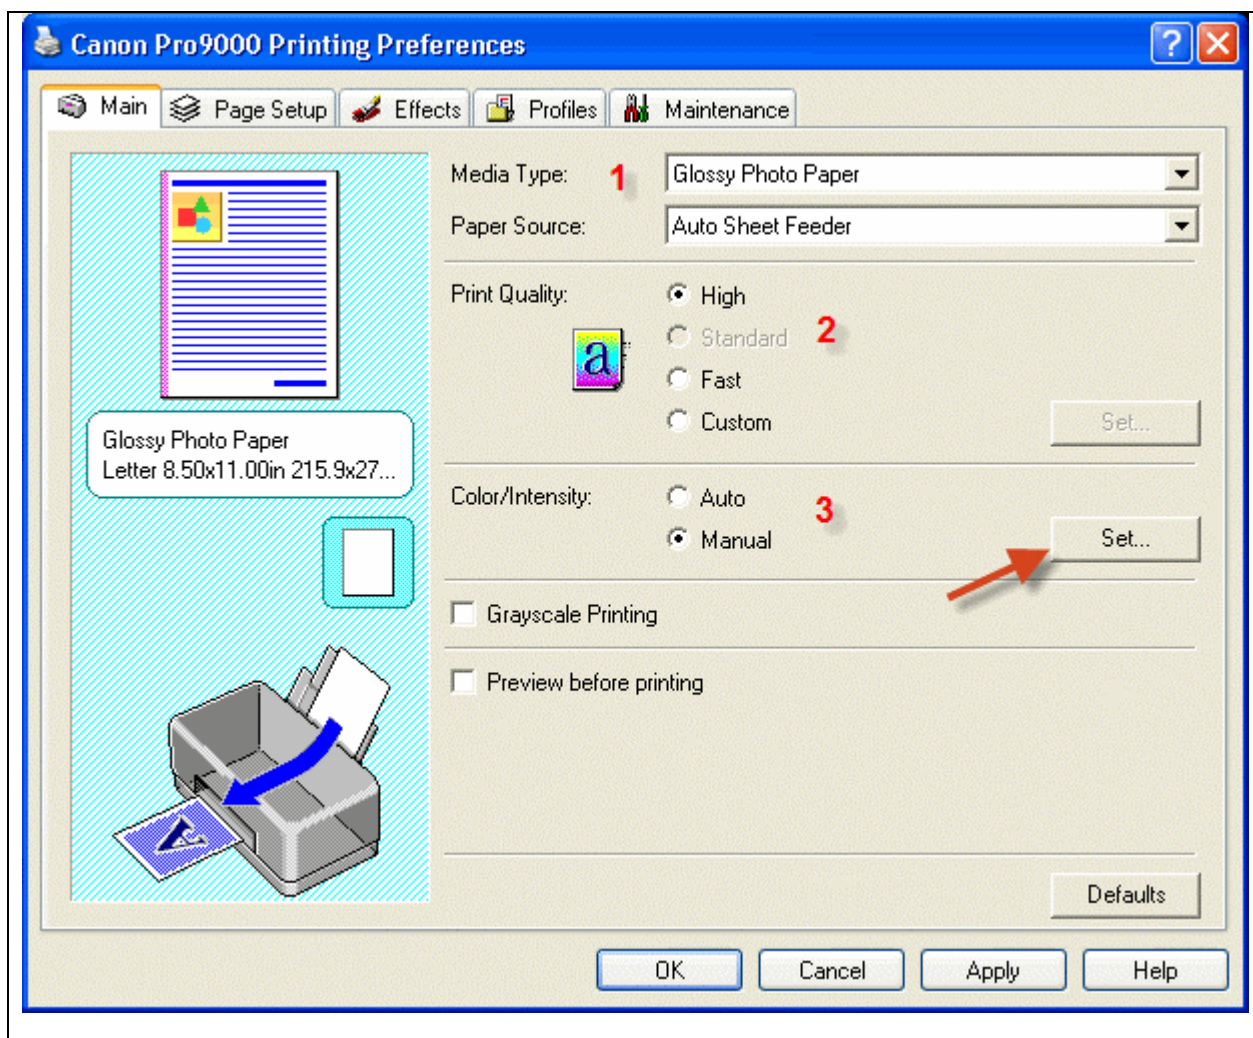 Canon Pro9000 Printing Preferences
Main Page Setup Effects Profiles Maintenance
Media Type: 1 Glossy Photo Paper
Paper Source: Auto Sheet Feeder
Print Quality: High
Standard 2
a
Fast
Custom Set...
Glossy Photo Paper
Letter 8.50x11.00in 215.9x27...
Color/Intensity: Auto 3
Manual Set...
Grayscale Printing
Preview before printing
A
Defaults
OK Cancel Apply Help